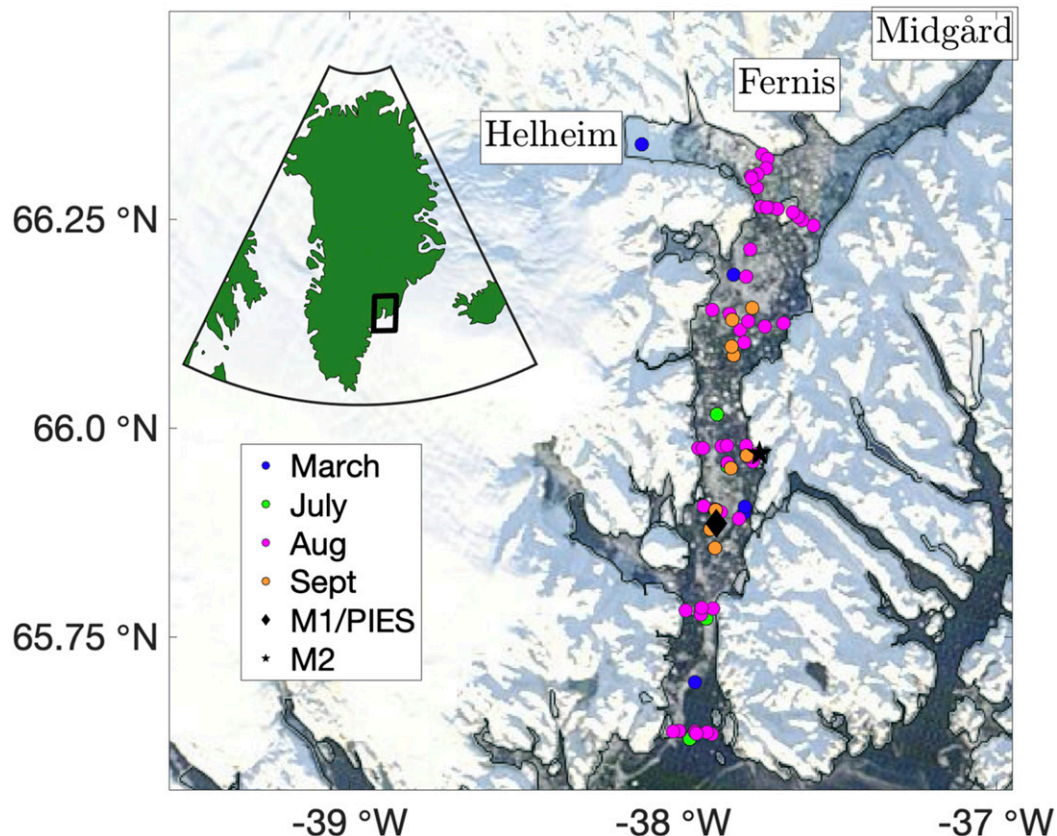 Midgård
Fernis
Helheim
66.25 °N
66.0 °N
March
July
Aug
Sept
M1/PIES
M2
65.75 °N
-39 °W
-38 °W
-37 °W